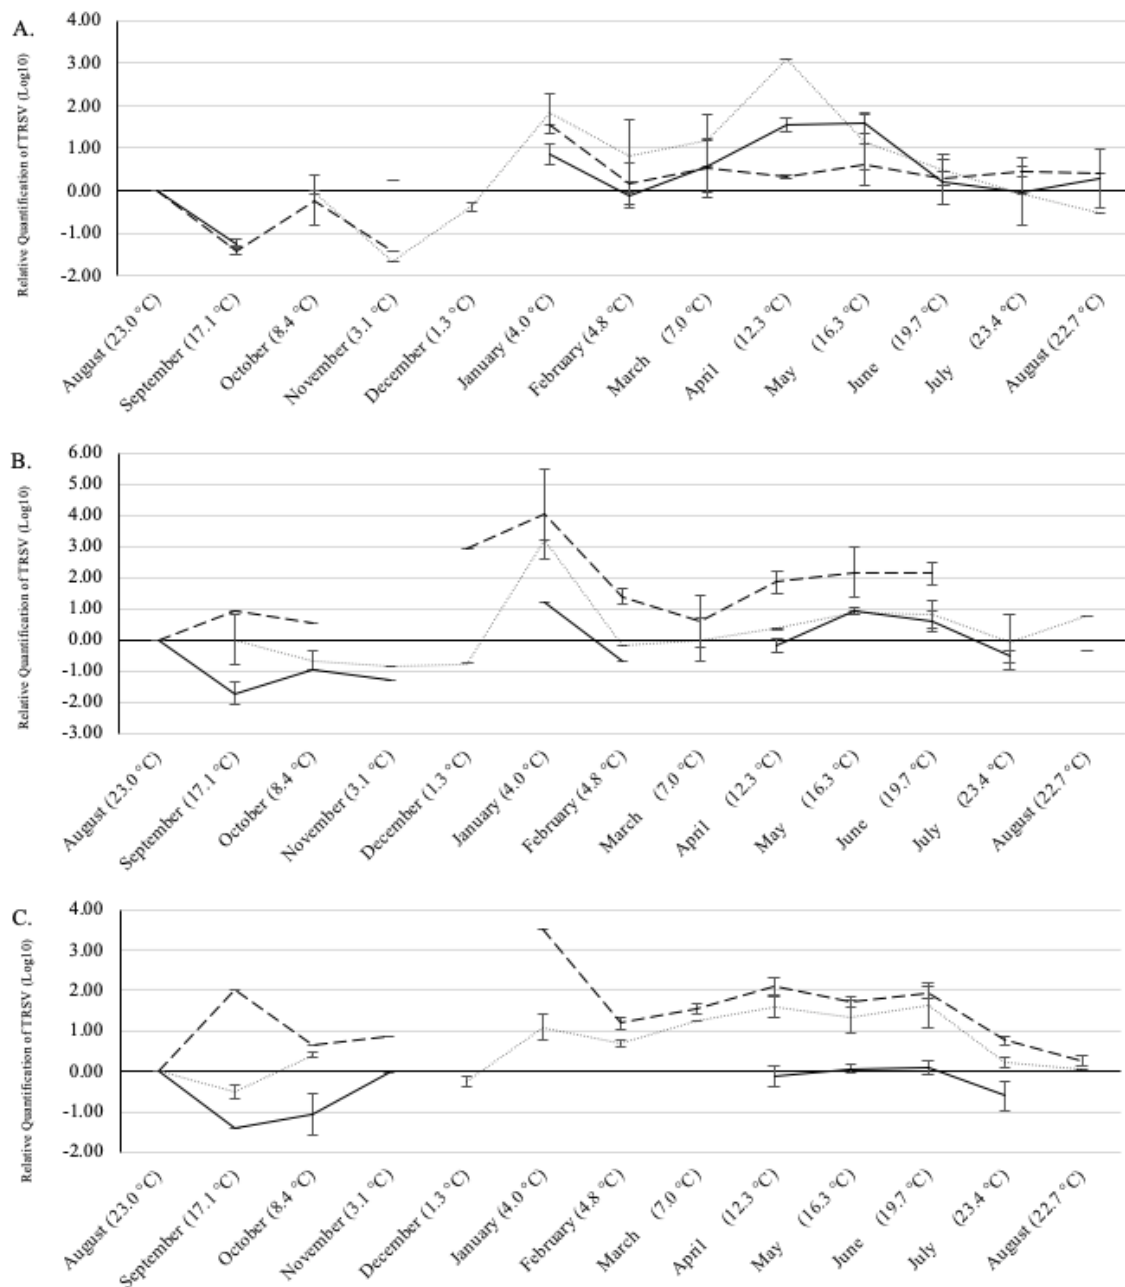 A.
Relative Quantification of TRSV (Log10)
4.00
3.00
2.00
1.00
0.00
-1.00
-2.00
August (23.0 °C)
September (17.1 °C)
October (8.4 °C)
November (3.1 °C)
December (1.3 °C)
January (4.0 °C)
February (4.8 °C)
March (7.0 °C)
April (12.3 °C)
May (16.3 °C)
June (19.7 °C)
July (23.4 °C)
August (22.7 °C)
B.
Relative Quantification of TRSV (Log10)
6.00
5.00
4.00
3.00
2.00
1.00
0.00
-1.00
-2.00
-3.00
August (23.0 °C)
September (17.1 °C)
October (8.4 °C)
November (3.1 °C)
December (1.3 °C)
January (4.0 °C)
February (4.8 °C)
March (7.0 °C)
April (12.3 °C)
May (16.3 °C)
June (19.7 °C)
July (23.4 °C)
August (22.7 °C)
C.
Relative Quantification of TRSV (Log10)
4.00
3.00
2.00
1.00
0.00
-1.00
-2.00
August (23.0 °C)
September (17.1 °C)
October (8.4 °C)
November (3.1 °C)
December (1.3 °C)
January (4.0 °C)
February (4.8 °C)
March (7.0 °C)
April (12.3 °C)
May (16.3 °C)
June (19.7 °C)
July (23.4 °C)
August (22.7 °C)